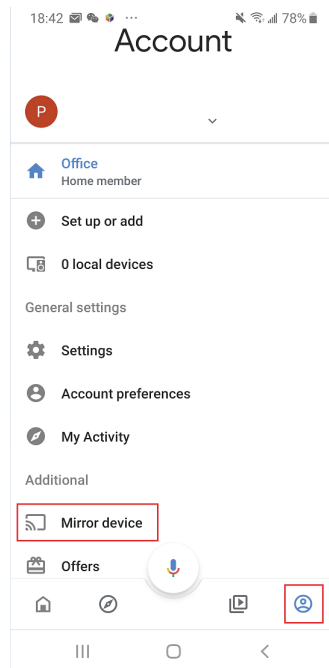 18:42 78%
Account
P
Office
Home member
Set up or add
0 local devices
General settings
Settings
Account preferences
My Activity
Additional
Mirror device
Offers